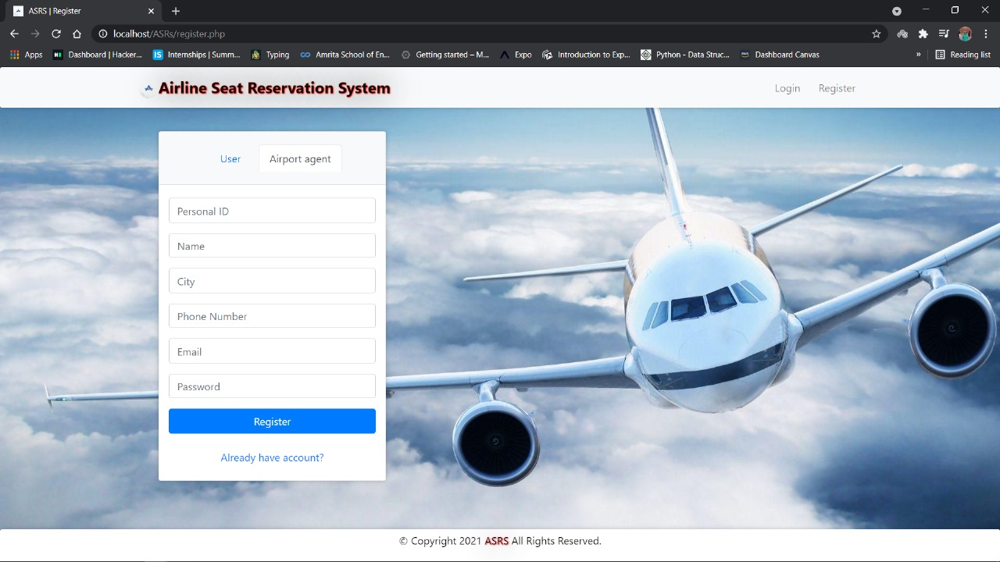 ASRS | Register
localhost/ASRs/register.php
Apps Dashboard | Hacker... Internships | Summ... Typing Amrita School of En... Getting started – M... Expo Introduction to Exp... Python - Data Struc... Dashboard Canvas » Reading list
Airline Seat Reservation System Login Register
User Airport agent
Personal ID
Name
City
Phone Number
Email
Password
Register
Already have account?
© Copyright 2021 ASRS All Rights Reserved.